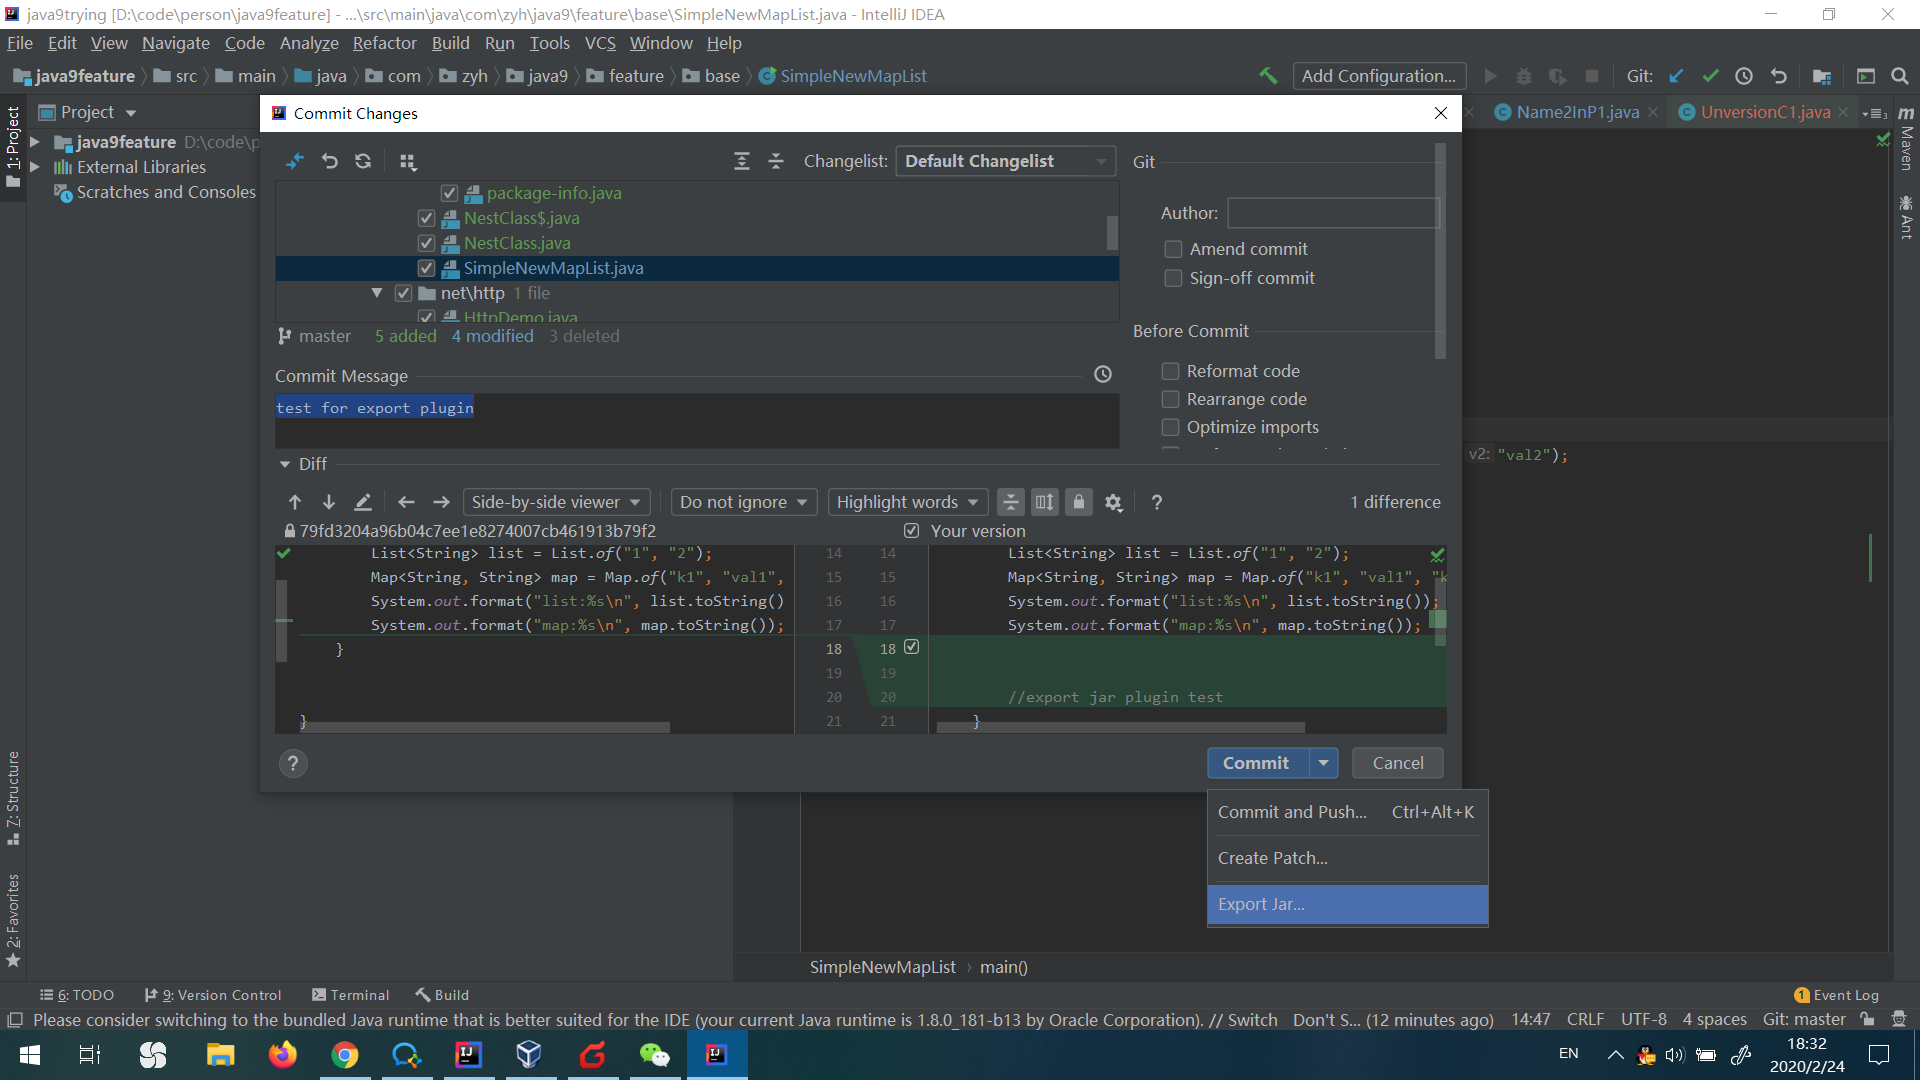 java9trying [D:\code\person\java9feature] - ...\src\main\java\com\zyh\java9\feature\base\SimpleNewMapList.java - IntelliJ IDEA
File Edit View Navigate Code Analyze Refactor Build Run Tools VCS Window Help
java9feature src main java com zyh java9 feature base SimpleNewMapList
Add Configuration... Git:
1: Project
Project
java9feature D:\code\p
External Libraries
Scratches and Consoles
Name2InP1.java UnversionC1.java
Maven
Ant
Commit Changes
Changelist: Default Changelist
package-info.java
NestClass$.java
NestClass.java
SimpleNewMapList.java
net\http 1 file
HttpDemo.java
master 5 added 4 modified 3 deleted
Git
Author:
Amend commit
Sign-off commit
Before Commit
Reformat code
Rearrange code
Optimize imports
Commit Message
test for export plugin
v2: "val2");
Diff
Side-by-side viewer Do not ignore Highlight words ? 1 difference
79fd3204a96b04c7ee1e8274007cb461913b79f2 Your version
List<String> list = List.of("1", "2"); 14 14 List<String> list = List.of("1", "2");
Map<String, String> map = Map.of("k1", "val1", 15 15 Map<String, String> map = Map.of("k1", "val1", "k
System.out.format("list:%s\n", list.toString() 16 16 System.out.format("list:%s\n", list.toString());
System.out.format("map:%s\n", map.toString()); 17 17 System.out.format("map:%s\n", map.toString());
} 18 18
19 19
20 20 //export jar plugin test
} 21 21 }
? Commit Cancel
Commit and Push... Ctrl+Alt+K
Create Patch...
Export Jar...
7: Structure
2: Favorites
SimpleNewMapList main()
6: TODO 9: Version Control Terminal Build 1 Event Log
Please consider switching to the bundled Java runtime that is better suited for the IDE (your current Java runtime is 1.8.0_181-b13 by Oracle Corporation). // Switch Don't S... (12 minutes ago) 14:47 CRLF UTF-8 4 spaces Git: master
EN
18:32
2020/2/24